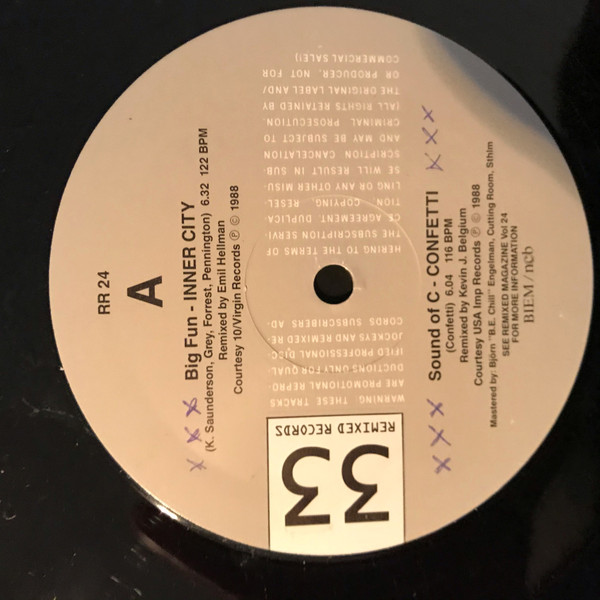 RR 24
A
xxx Big Fun - INNER CITY
(K. Saunderson, Grey, Forrest, Pennington) 6.32 122 BPM
Remixed by Emil Hellman
Courtesy 10/Virgin Records Ⓟ © 1988
WARNING. THESE TRACKS
ARE PROMOTIONAL REPRO-
DUCTIONS ONLY FOR QUAL-
IFIED PROFESSIONAL DISC
JOCKEYS AND REMIXED RE-
CORDS SUBSCRIBERS AD-
HERING TO THE TERMS OF
THE SUBSCRIPTION SERVI-
CE AGREEMENT. DUPLICA-
TION, COPYING, RESEL-
LING OR ANY OTHER MISU-
SE WILL RESULT IN SUB-
SCRIPTION CANCELATION
AND MAY BE SUBJECT TO
CRIMINAL PROSECUTION.
(ALL RIGHTS RETAINED BY
THE ORIGINAL LABEL AND/
OR PRODUCER. NOT FOR
COMMERCIAL SALE!)
REMIXED RECORDS
33
xxx Sound of C - CONFETTI xxx
(Confetti) 6.04 116 BPM
Remixed by Kevin J. Belgium
Courtesy USA Imp Records Ⓟ © 1988
Mastered by: Björn "B.E. Chill" Engelman, Cutting Room, Sthlm
SEE REMIXED MAGAZINE Vol 24
FOR MORE INFORMATION
BIEM/ncb